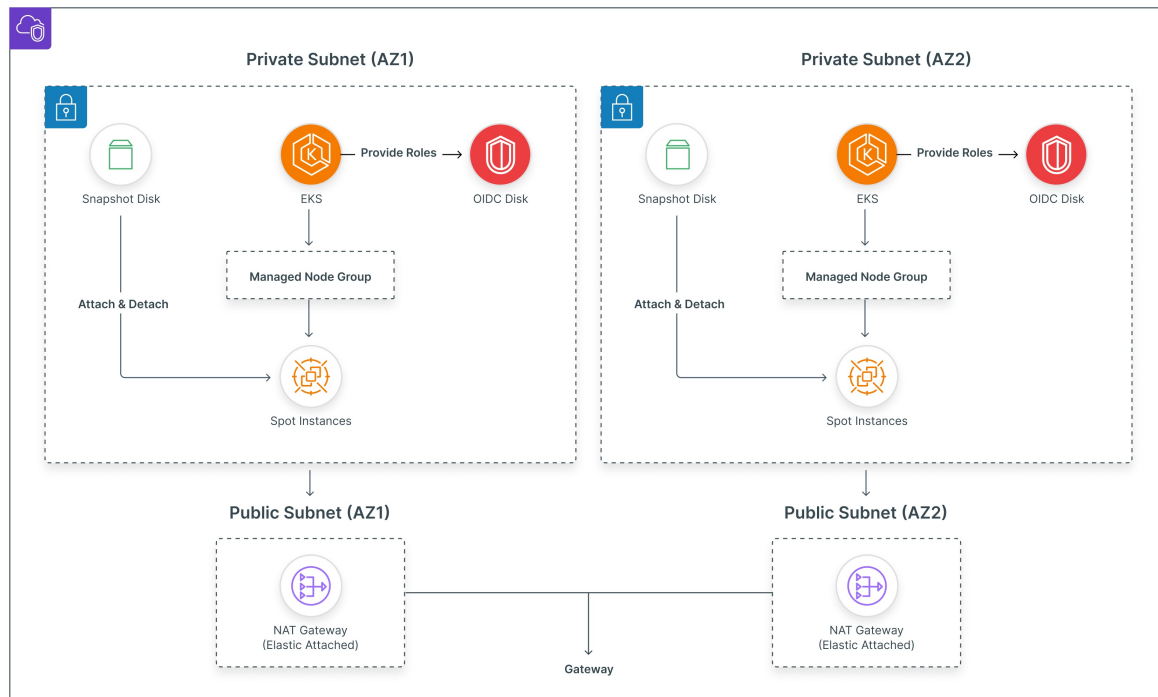 Private Subnet (AZ1)
Private Subnet (AZ2)
Snapshot Disk
EKS
Provide Roles
OIDC Disk
Managed Node Group
Attach & Detach
Spot Instances
Snapshot Disk
EKS
Provide Roles
OIDC Disk
Managed Node Group
Attach & Detach
Spot Instances
Public Subnet (AZ1)
Public Subnet (AZ2)
NAT Gateway
(Elastic Attached)
NAT Gateway
(Elastic Attached)
Gateway